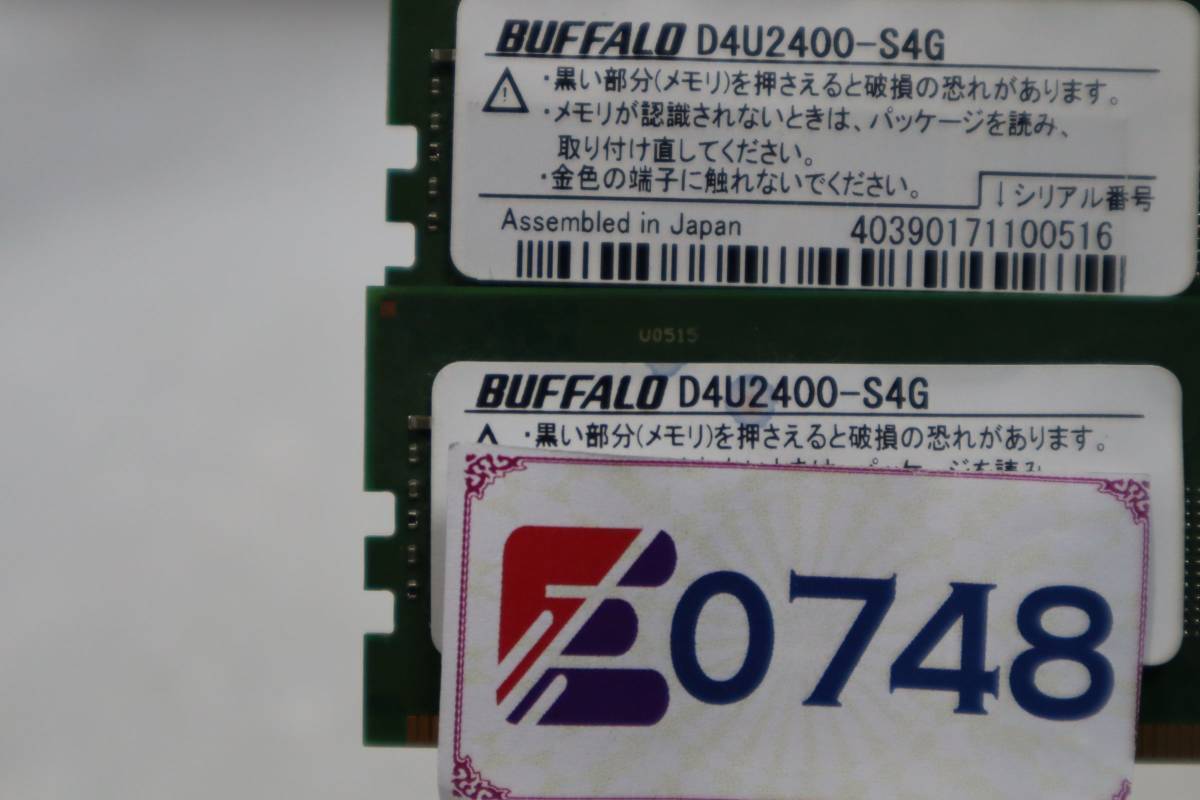 BUFFALO D4U2400-S4G
・黒い部分(メモリ)を押さえると破損の恐れがあります。
・メモリが認識されないときは、パッケージを読み、
取り付け直してください。
・金色の端子に触れないでください。
↓シリアル番号
Assembled in Japan 40390171100516
U0515
BUFFALO D4U2400-S4G
・黒い部分(メモリ)を押さえると破損の恐れがあります。
0748